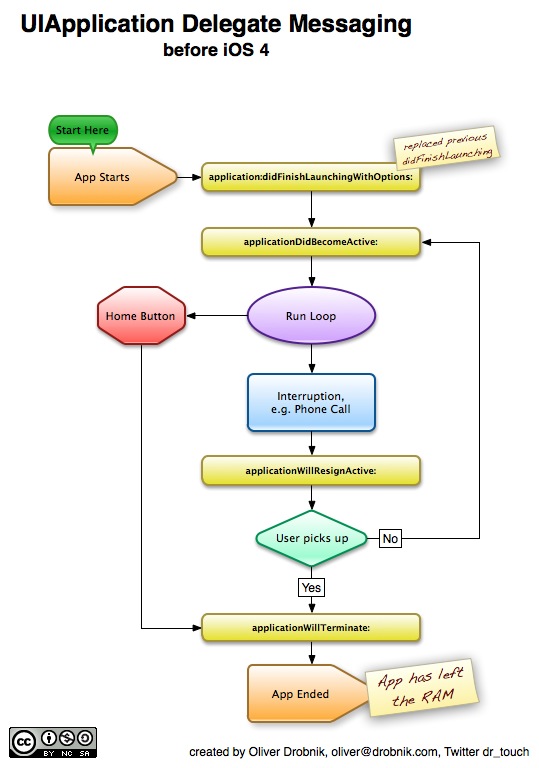 UIApplication Delegate Messaging
before iOS 4
Start Here
replaced previous
didFinishLaunching
App Starts
application:didFinishLaunchingWithOptions:
applicationDidBecomeActive:
Home Button
Run Loop
Interruption,
e.g. Phone Call
applicationWillResignActive:
User picks up
No
Yes
applicationWillTerminate:
App Ended
App has left
the RAM
cc
BY NC SA
created by Oliver Drobnik, oliver@drobnik.com, Twitter dr_touch